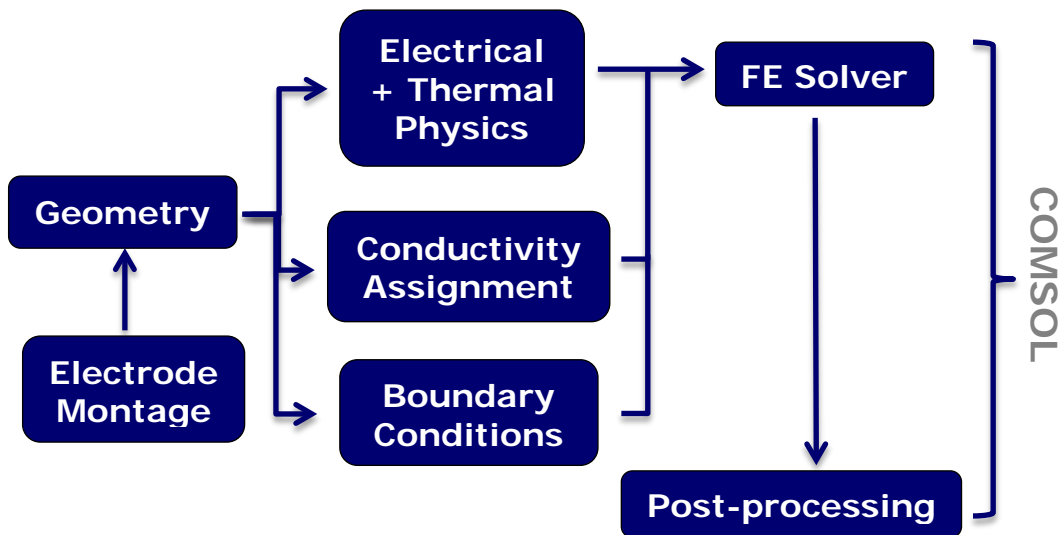 Electrical
+ Thermal
Physics
FE Solver
Geometry
Conductivity
Assignment
Electrode
Montage
Boundary
Conditions
Post-processing
COMSOL